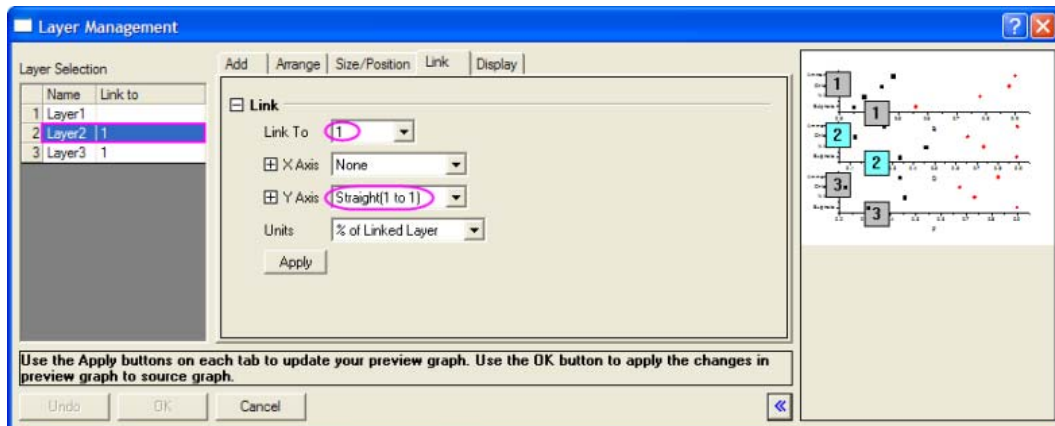 Layer Management
Layer Selection
Name Link to
1 Layer1
2 Layer2 1
3 Layer3 1
Add Arrange Size/Position Link Display
Link
Link To 1
X Axis None
Y Axis Straight(1 to 1)
Units % of Linked Layer
Apply
1
1
2
2
3
3
Use the Apply buttons on each tab to update your preview graph. Use the OK button to apply the changes in
preview graph to source graph.
Undo OK Cancel